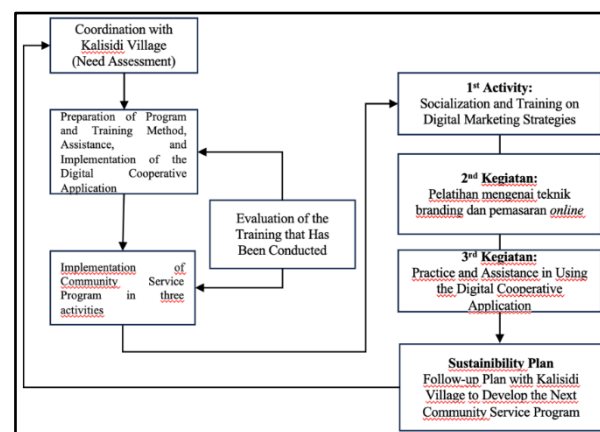 Coordination with
Kalisidi Village
(Need Assessment)
Preparation of Program
and Training Method,
Assistance, and
Implementation of the
Digital Cooperative
Application
Implementation of
Community Service
Program in three
activities
Evaluation of the
Training that Has
Been Conducted
1st Activity:
Socialization and Training on
Digital Marketing Strategies
2nd Kegiatan:
Pelatihan mengenai teknik
branding dan pemasaran online
3rd Kegiatan:
Practice and Assistance in Using
the Digital Cooperative
Application
Sustainibility Plan
Follow-up Plan with Kalisidi
Village to Develop the Next
Community Service Program